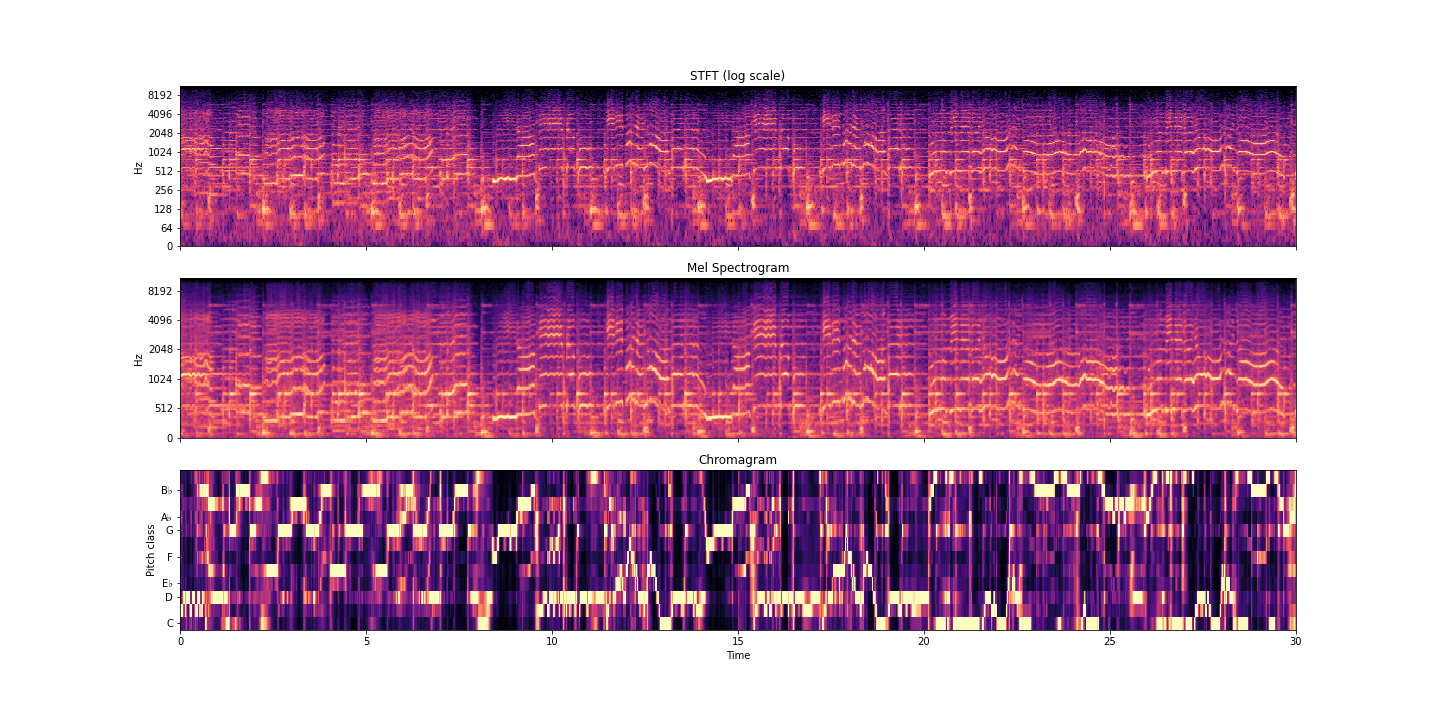 STFT (log scale)
8192
4096
2048
1024
512
256
128
64
0
Hz
Mel Spectrogram
8192
4096
2048
1024
512
0
Hz
Chromagram
B♭
A♭
G
F
E♭
D
C
Pitch class
0 5 10 15 20 25 30
Time